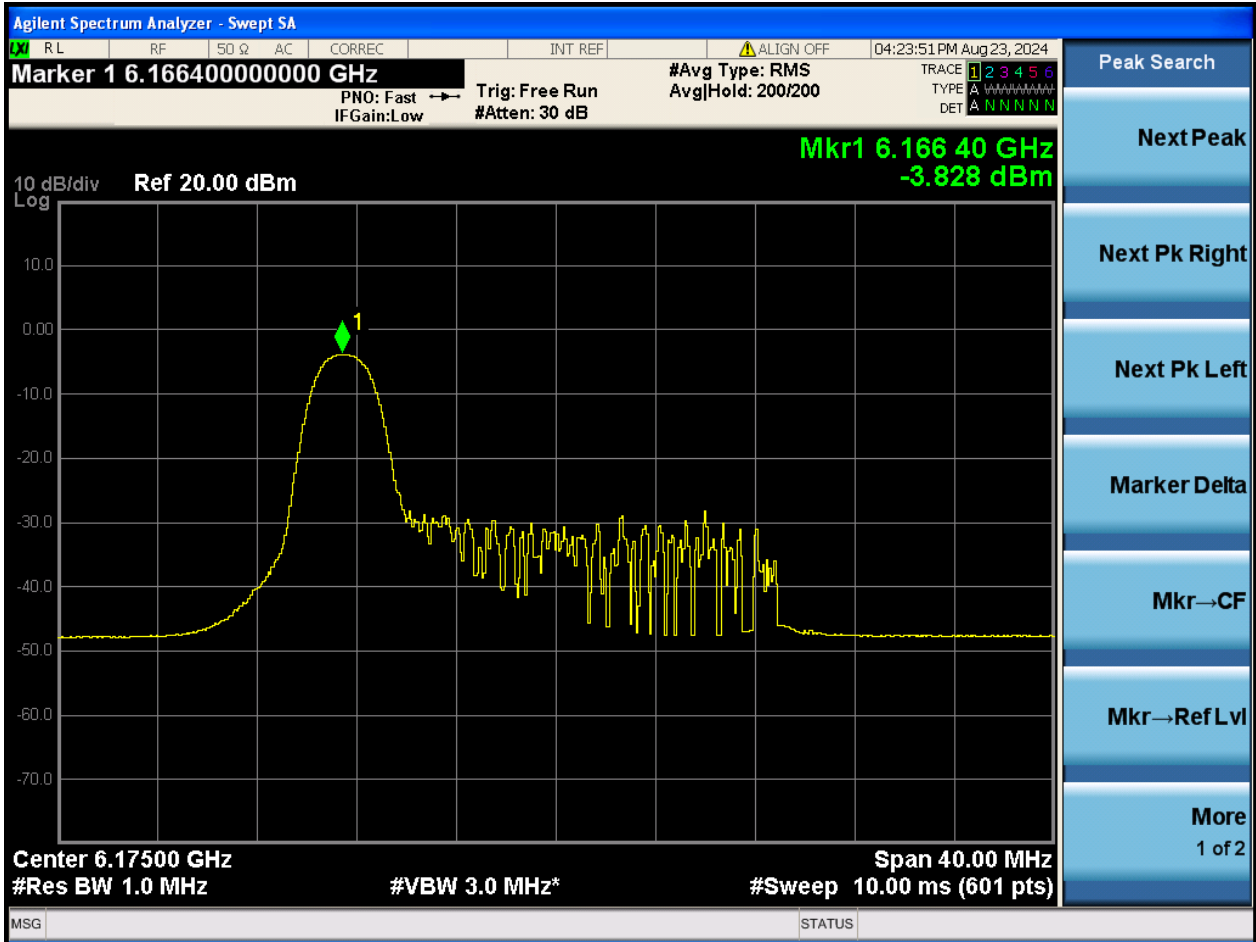 Agilent Spectrum Analyzer - Swept SA
LXI RL RF 50 Ω AC CORREC INT REF ALIGN OFF 04:23:51 PM Aug 23, 2024
Marker 1 6.166400000000 GHz
PNO: Fast
IFGain:Low
Trig: Free Run
#Atten: 30 dB
#Avg Type: RMS
Avg|Hold: 200/200
TRACE 1 2 3 4 5 6
TYPE A WWWWW
DET A N N N N N
Mkr1 6.166 40 GHz
-3.828 dBm
10 dB/div Ref 20.00 dBm
Log
10.0
0.00
-10.0
-20.0
-30.0
-40.0
-50.0
-60.0
-70.0
1
Center 6.17500 GHz Span 40.00 MHz
#Res BW 1.0 MHz #VBW 3.0 MHz* #Sweep 10.00 ms (601 pts)
Peak Search
Next Peak
Next Pk Right
Next Pk Left
Marker Delta
Mkr→CF
Mkr→Ref Lvl
More
1 of 2
MSG STATUS